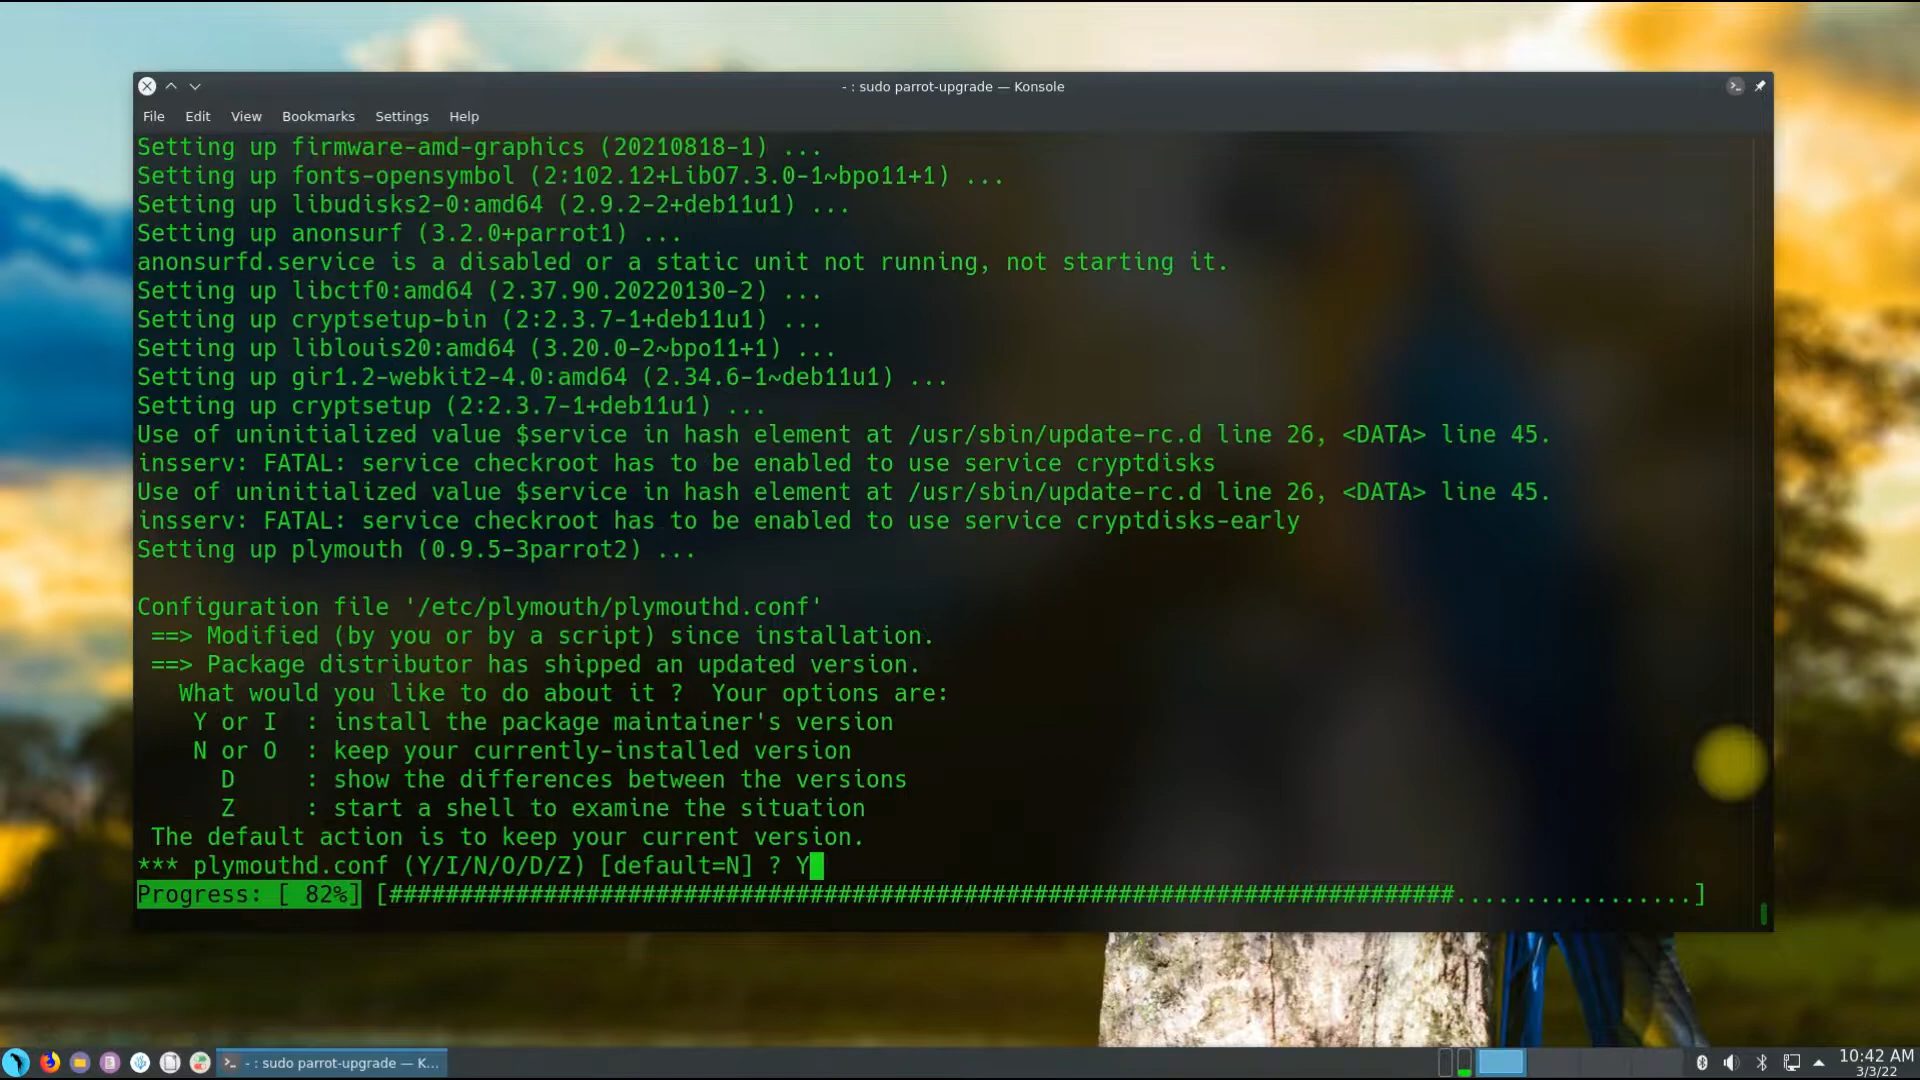 - : sudo parrot-upgrade — Konsole
File Edit View Bookmarks Settings Help
Setting up firmware-amd-graphics (20210818-1) ...
Setting up fonts-opensymbol (2:102.12+LibO7.3.0-1~bpo11+1) ...
Setting up libudisks2-0:amd64 (2.9.2-2+deb11u1) ...
Setting up anonsurf (3.2.0+parrot1) ...
anonsurfd.service is a disabled or a static unit not running, not starting it.
Setting up libctf0:amd64 (2.37.90.20220130-2) ...
Setting up cryptsetup-bin (2:2.3.7-1+deb11u1) ...
Setting up liblouis20:amd64 (3.20.0-2~bpo11+1) ...
Setting up gir1.2-webkit2-4.0:amd64 (2.34.6-1~deb11u1) ...
Setting up cryptsetup (2:2.3.7-1+deb11u1) ...
Use of uninitialized value $service in hash element at /usr/sbin/update-rc.d line 26, <DATA> line 45.
insserv: FATAL: service checkroot has to be enabled to use service cryptdisks
Use of uninitialized value $service in hash element at /usr/sbin/update-rc.d line 26, <DATA> line 45.
insserv: FATAL: service checkroot has to be enabled to use service cryptdisks-early
Setting up plymouth (0.9.5-3parrot2) ...
Configuration file '/etc/plymouth/plymouthd.conf'
==> Modified (by you or by a script) since installation.
==> Package distributor has shipped an updated version.
What would you like to do about it ?  Your options are:
Y or I  : install the package maintainer's version
N or O  : keep your currently-installed version
D     : show the differences between the versions
Z     : start a shell to examine the situation
The default action is to keep your current version.
*** plymouthd.conf (Y/I/N/O/D/Z) [default=N] ? Y
Progress: [ 82%] [############################################################################.................]
- : sudo parrot-upgrade — K...
10:42 AM
3/3/22